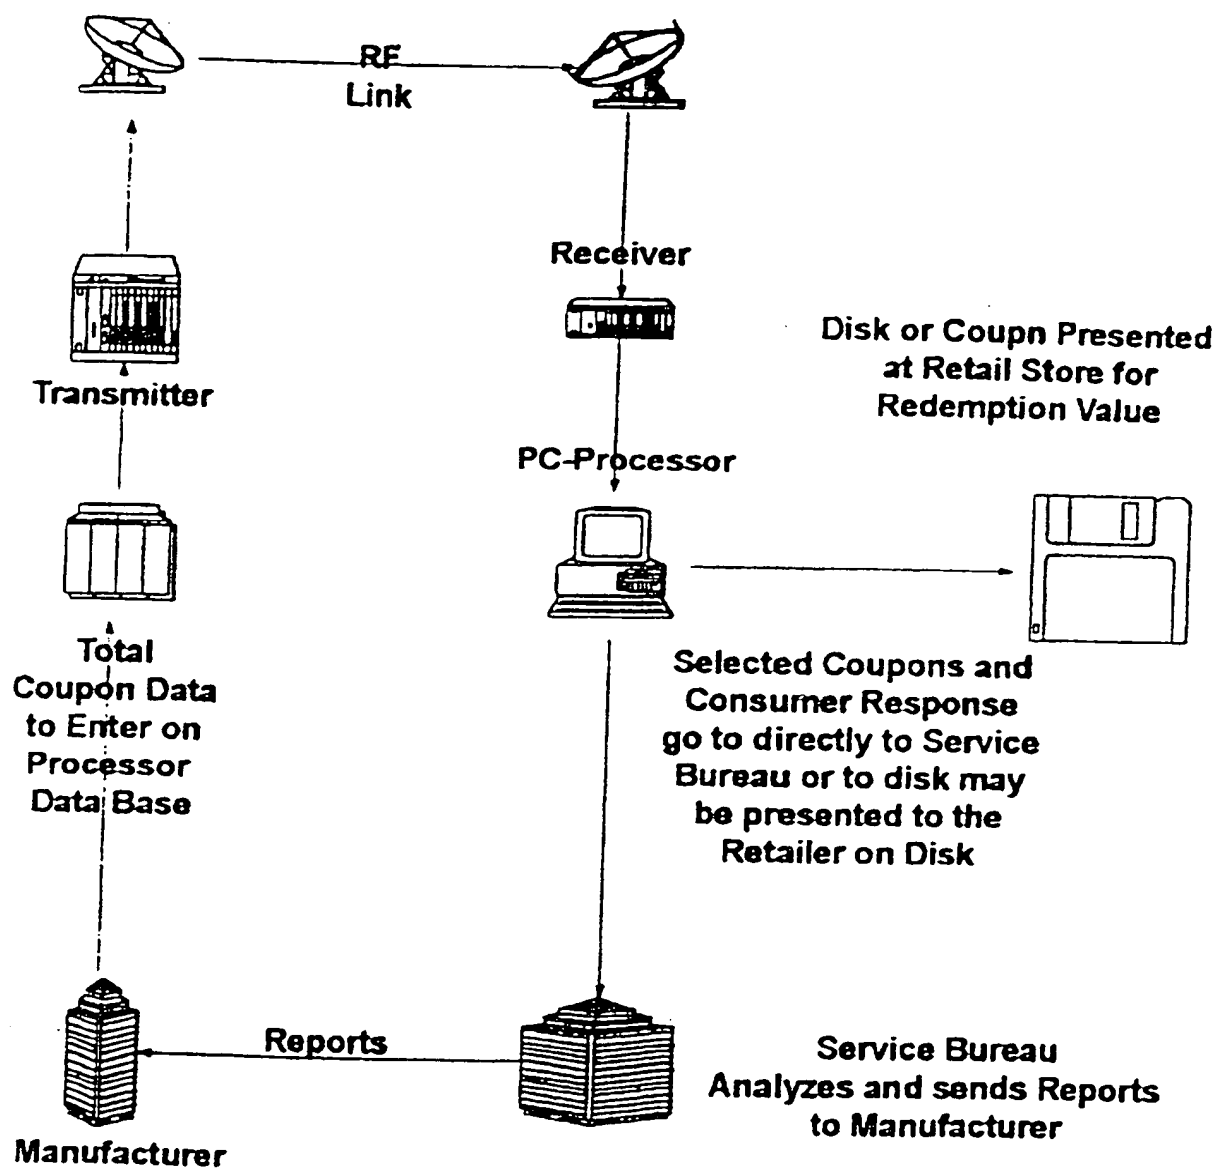 RF
Link
Receiver
Disk or Coupn Presented
at Retail Store for
Redemption Value
Transmitter
PC-Processor
Total
Coupon Data
to Enter on
Processor
Data Base
Selected Coupons and
Consumer Response
go to directly to Service
Bureau or to disk may
be presented to the
Retailer on Disk
Reports
Service Bureau
Analyzes and sends Reports
to Manufacturer
Manufacturer